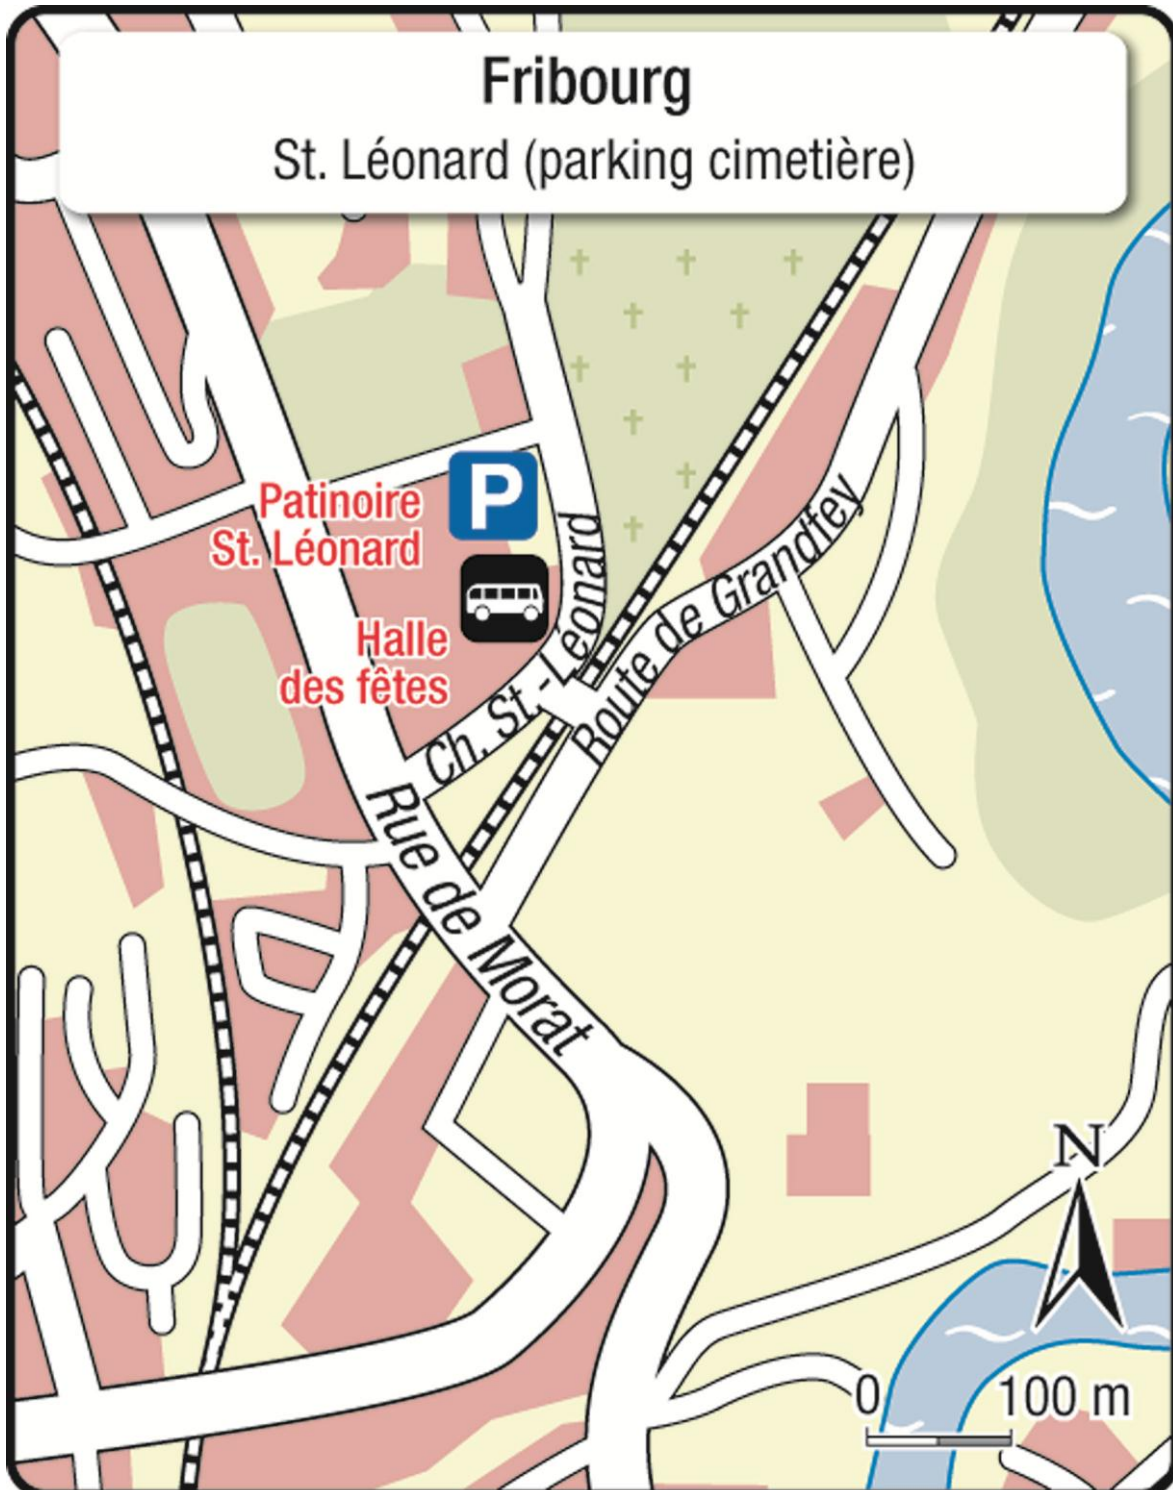 Fribourg
St. Léonard (parking cimetière)
Patinoire
St. Léonard
P
Halle
des fêtes
Ch. St.-Léonard
Route de Grandfey
Rue de Morat
N
0 100 m